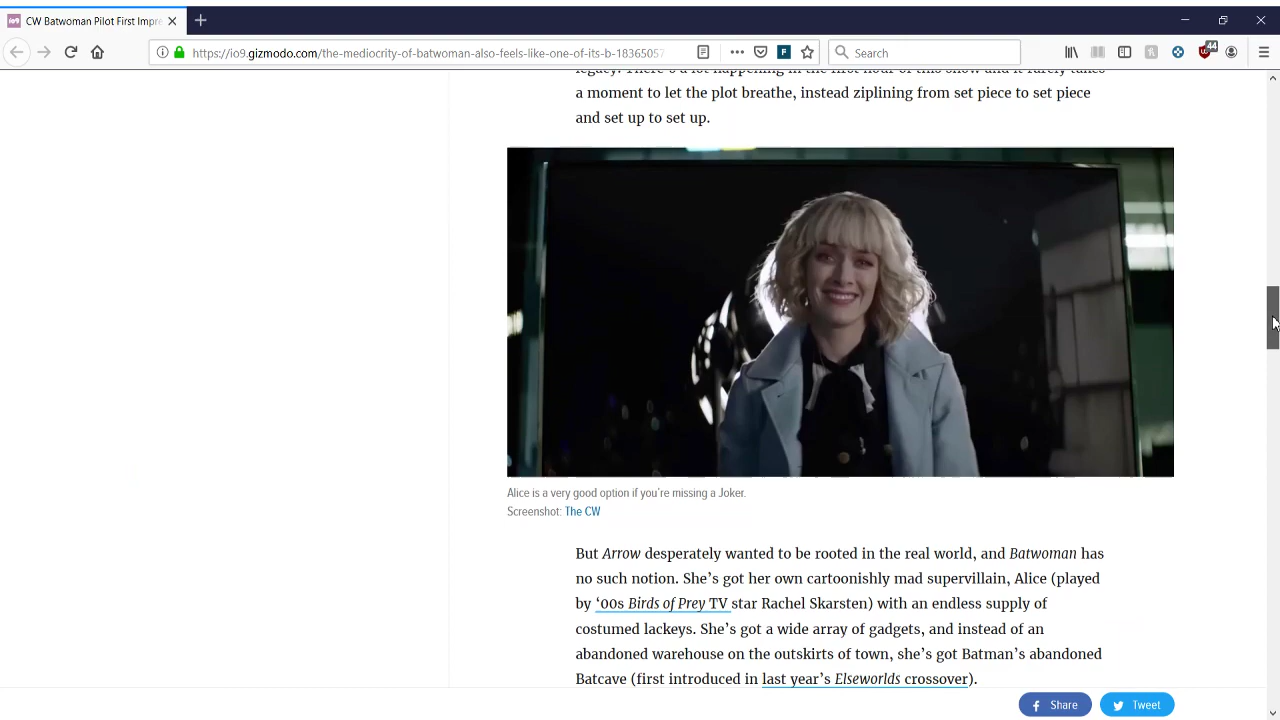 CW Batwoman Pilot First Impre
https://io9.gizmodo.com/the-mediocrity-of-batwoman-also-feels-like-one-of-its-b-18365057
Search
44
a moment to let the plot breathe, instead ziplining from set piece to set piece
and set up to set up.
Alice is a very good option if you’re missing a Joker.
Screenshot: The CW
But Arrow desperately wanted to be rooted in the real world, and Batwoman has
no such notion. She’s got her own cartoonishly mad supervillain, Alice (played
by ‘00s Birds of Prey TV star Rachel Skarsten) with an endless supply of
costumed lackeys. She’s got a wide array of gadgets, and instead of an
abandoned warehouse on the outskirts of town, she’s got Batman’s abandoned
Batcave (first introduced in last year’s Elseworlds crossover).
Share
Tweet